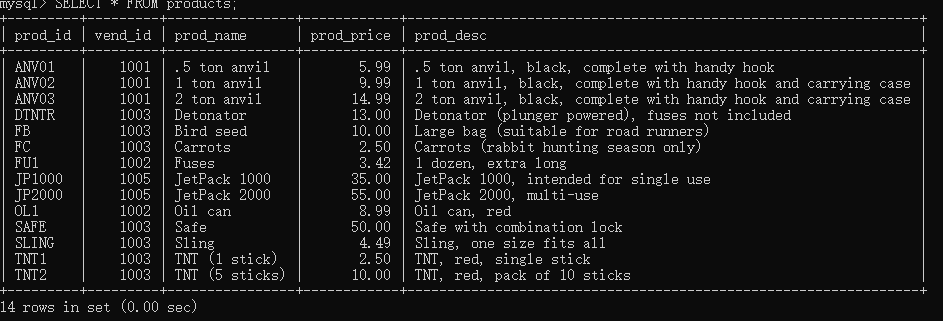 mysql> SELECT * FROM products;
+---------+---------+----------------+------------+----------------------------------------------------------------+
| prod_id | vend_id | prod_name      | prod_price | prod_desc                                                      |
+---------+---------+----------------+------------+----------------------------------------------------------------+
| ANV01   |    1001 | .5 ton anvil   |       5.99 | .5 ton anvil, black, complete with handy hook                  |
| ANV02   |    1001 | 1 ton anvil    |       9.99 | 1 ton anvil, black, complete with handy hook and carrying case |
| ANV03   |    1001 | 2 ton anvil    |      14.99 | 2 ton anvil, black, complete with handy hook and carrying case |
| DTNTR   |    1003 | Detonator      |      13.00 | Detonator (plunger powered), fuses not included                |
| FB      |    1003 | Bird seed      |      10.00 | Large bag (suitable for road runners)                          |
| FC      |    1003 | Carrots        |       2.50 | Carrots (rabbit hunting season only)                           |
| FU1     |    1002 | Fuses          |       3.42 | 1 dozen, extra long                                            |
| JP1000  |    1005 | JetPack 1000   |      35.00 | JetPack 1000, intended for single use                          |
| JP2000  |    1005 | JetPack 2000   |      55.00 | JetPack 2000, multi-use                                        |
| OL1     |    1002 | Oil can        |       8.99 | Oil can, red                                                   |
| SAFE    |    1003 | Safe           |      50.00 | Safe with combination lock                                     |
| SLING   |    1003 | Sling          |       4.49 | Sling, one size fits all                                       |
| TNT1    |    1003 | TNT (1 stick)  |       2.50 | TNT, red, single stick                                         |
| TNT2    |    1003 | TNT (5 sticks) |      10.00 | TNT, red, pack of 10 sticks                                    |
+---------+---------+----------------+------------+----------------------------------------------------------------+
14 rows in set (0.00 sec)